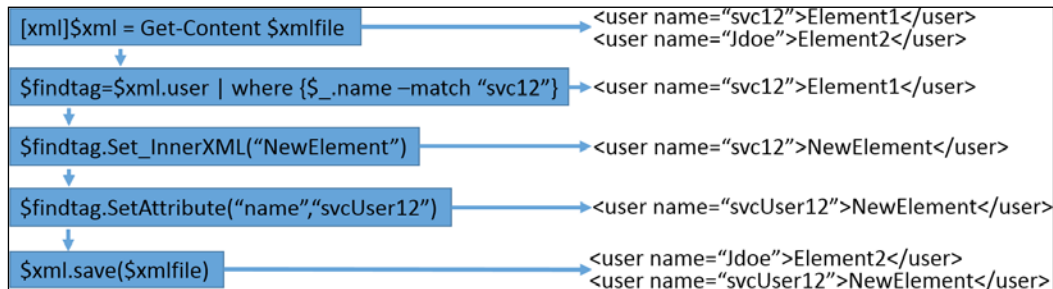 [xml]$xml = Get-Content $xmlfile
<user name=“svc12”>Element1</user>
<user name=“Jdoe”>Element2</user>
$findtag=$xml.user | where {$_.name –match “svc12”}
<user name=“svc12”>Element1</user>
$findtag.Set_InnerXML(“NewElement”)
<user name=“svc12”>NewElement</user>
$findtag.SetAttribute(“name”,“svcUser12”)
<user name=“svcUser12”>NewElement</user>
$xml.save($xmlfile)
<user name=“Jdoe”>Element2</user>
<user name=“svcUser12”>NewElement</user>